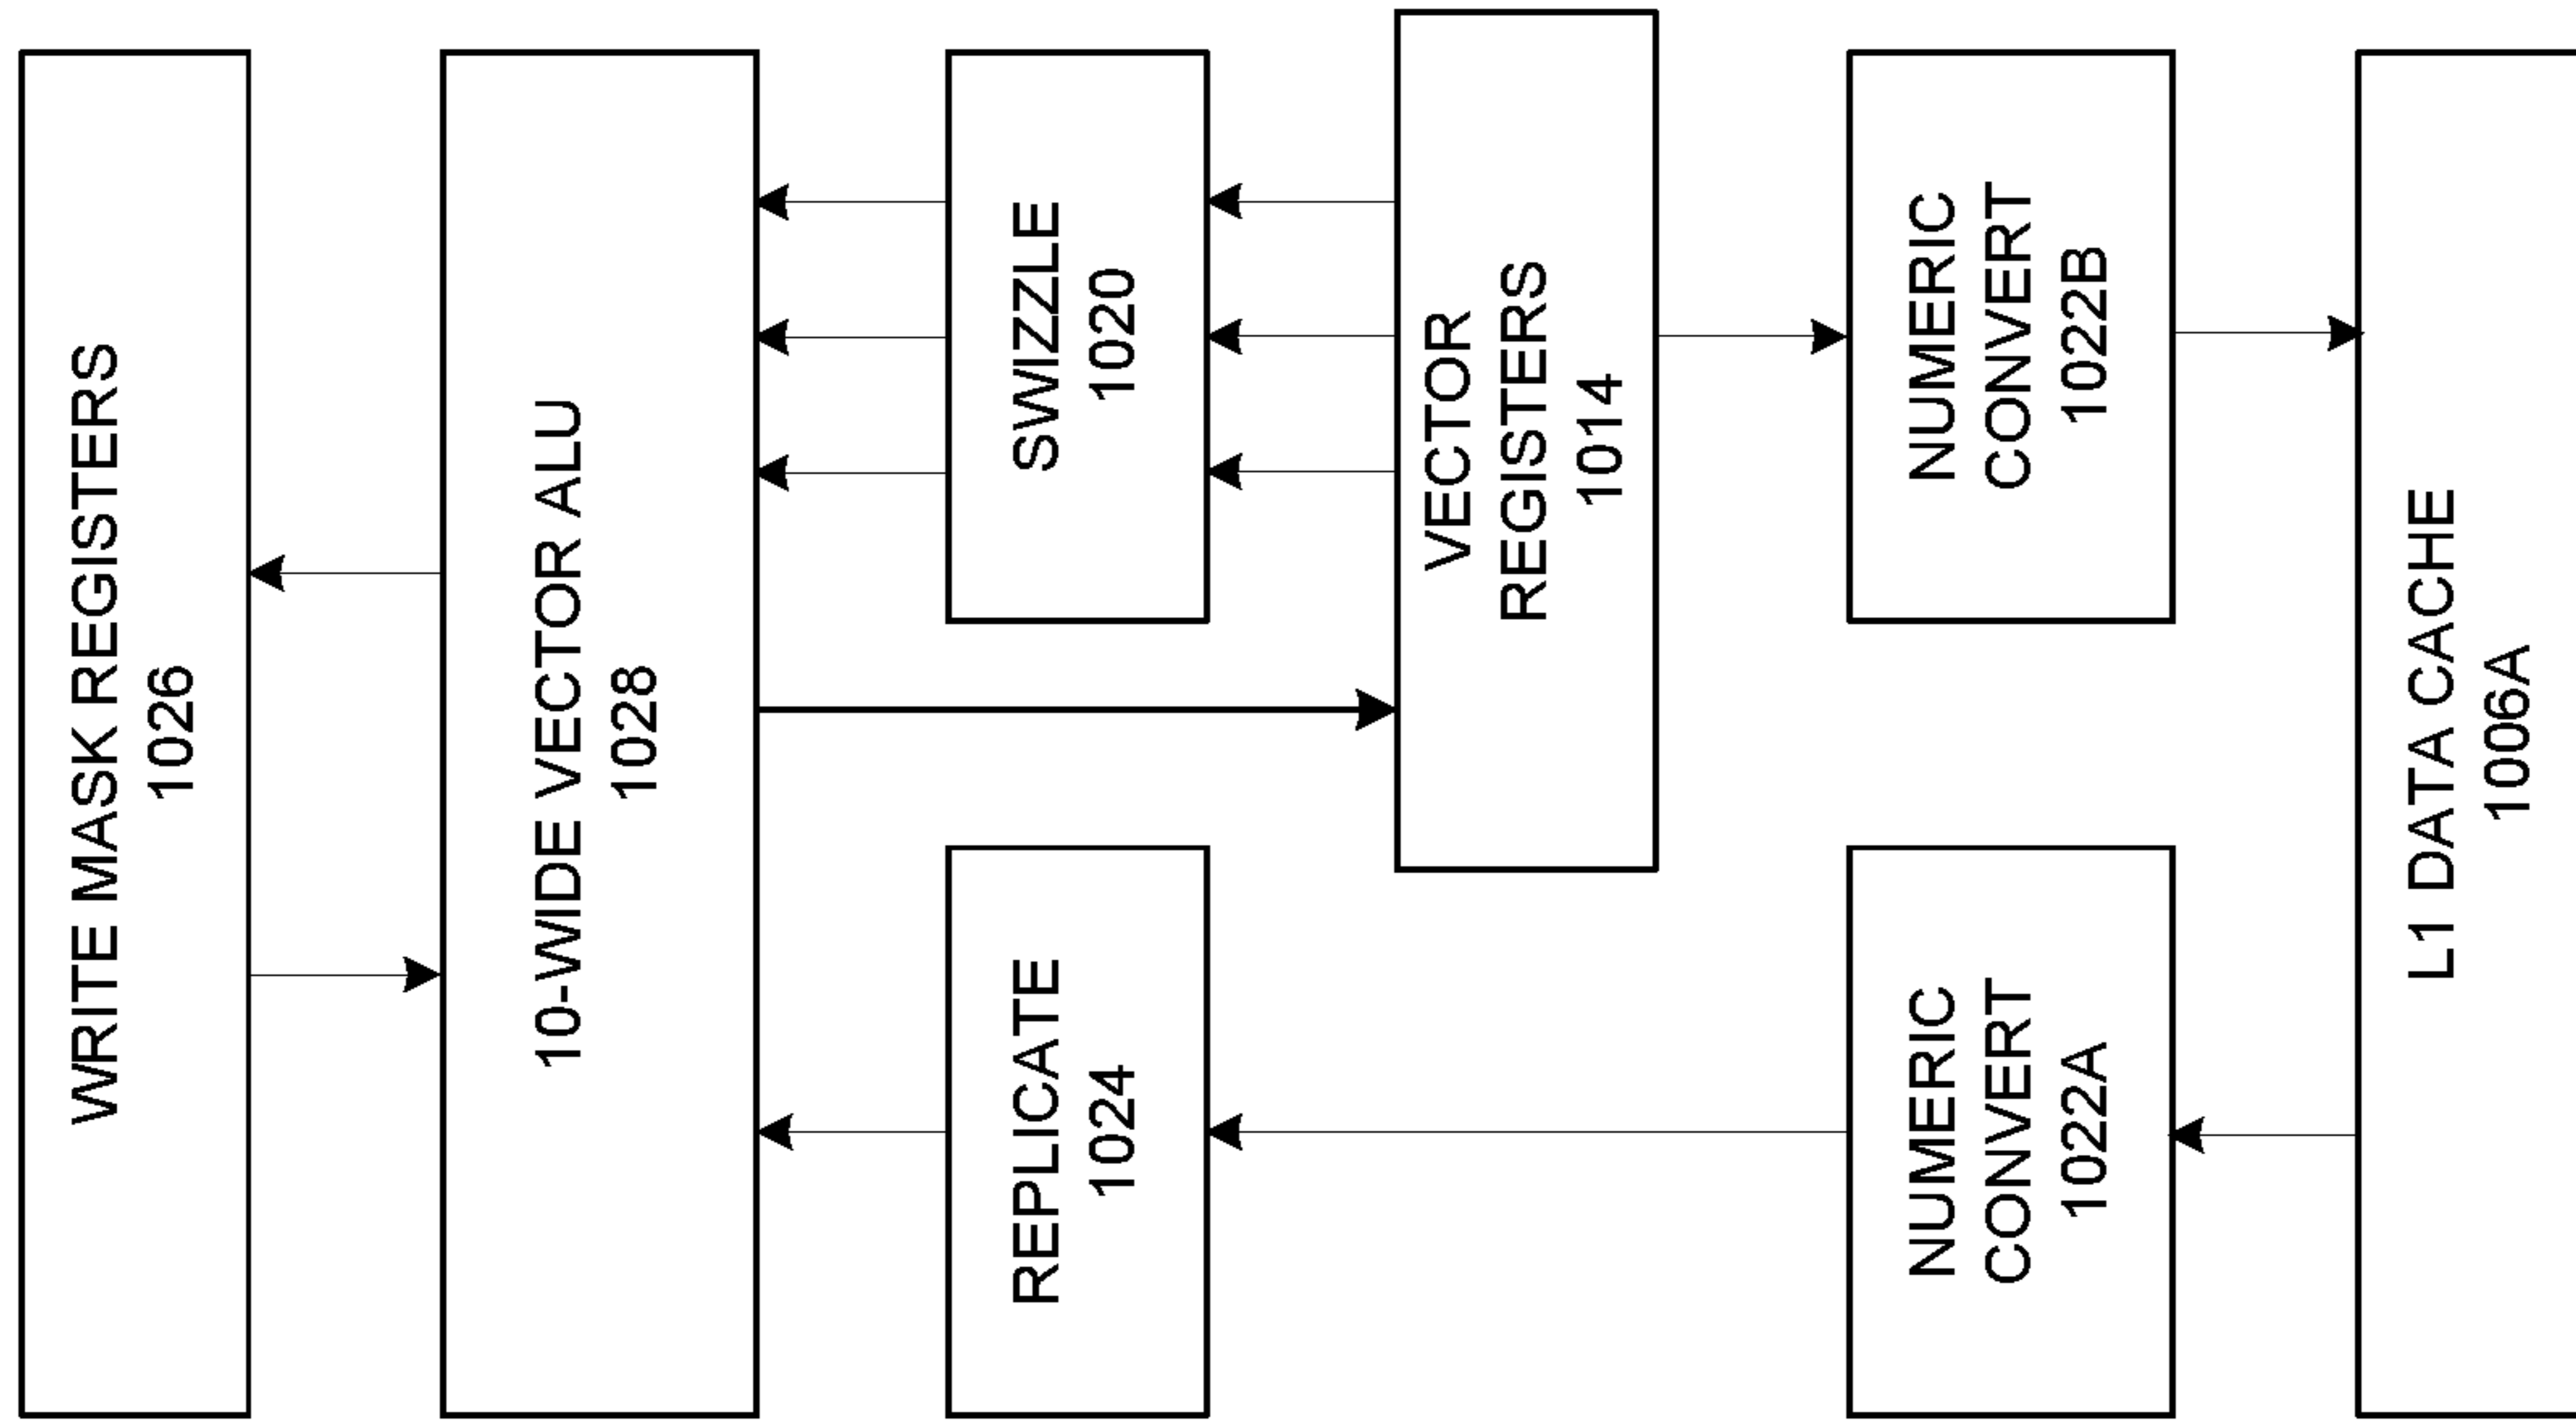 WRITE MASK REGISTERS
1026
10-WIDE VECTOR ALU
1028
REPLICATE
1024
SWIZZLE
1020
VECTOR
REGISTERS
1014
NUMERIC
CONVERT
1022A
NUMERIC
CONVERT
1022B
L1 DATA CACHE
1006A